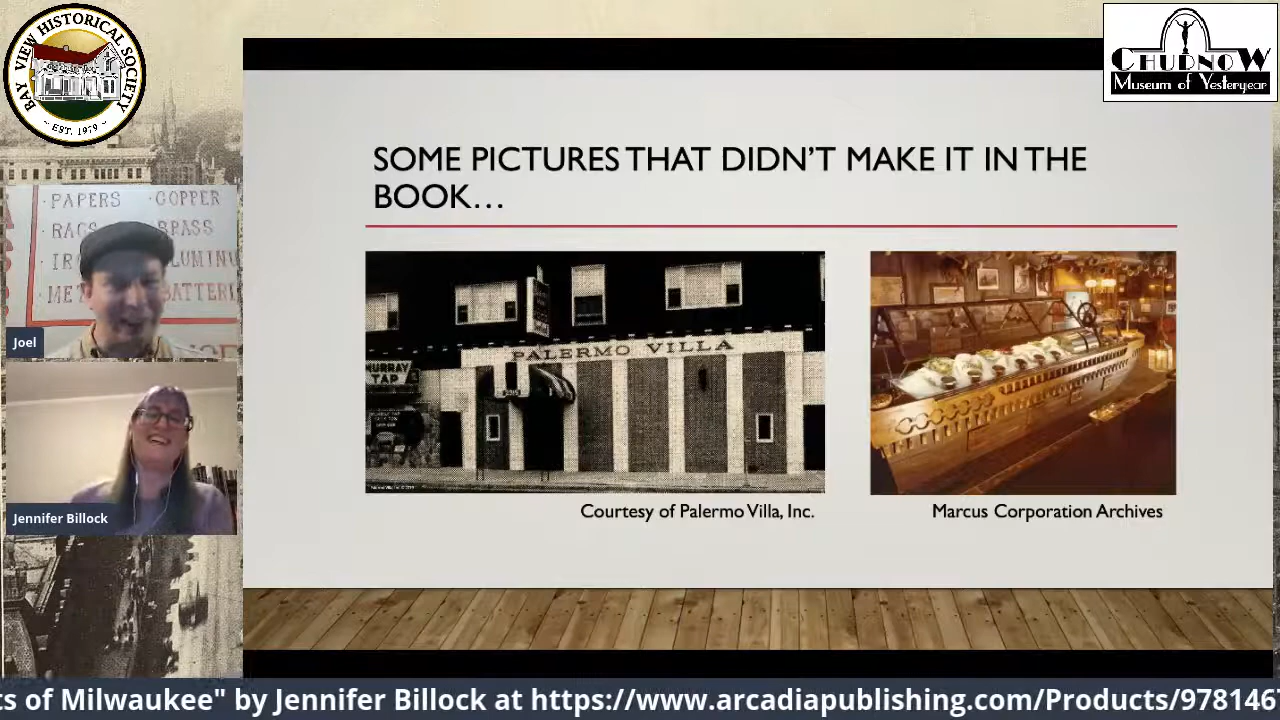 BAY VIEW HISTORICAL SOCIETY
~ EST. 1979 ~
CHUDNOW
Museum of Yesteryear
SOME PICTURES THAT DIDN'T MAKE IT IN THE
BOOK…
· PAPERS · COPPER
RAGS BRASS
Joel
Jennifer Billock
PALERMO VILLA
MURRAY
TAP
Courtesy of Palermo Villa, Inc.
Marcus Corporation Archives
ts of Milwaukee" by Jennifer Billock at https://www.arcadiapublishing.com/Products/978146